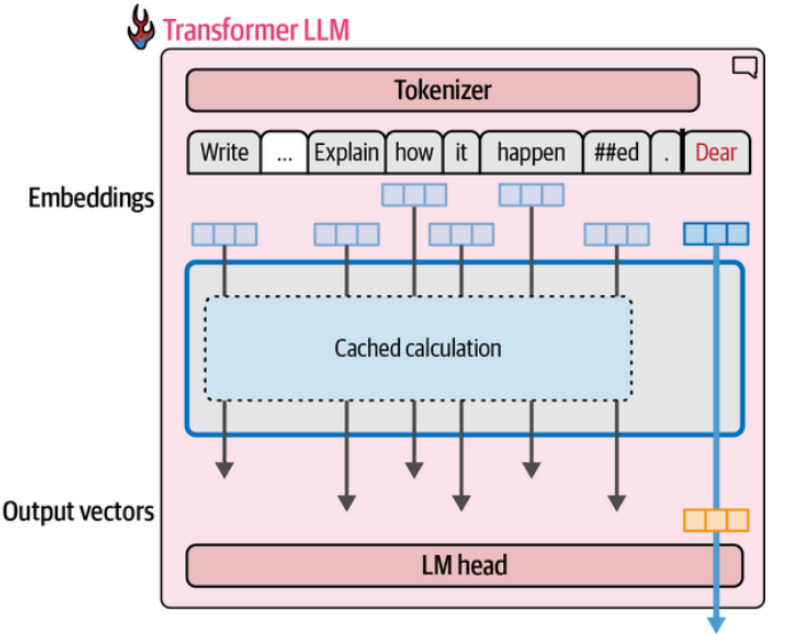 Transformer LLM
Tokenizer
Write ... Explain how it happen ##ed . Dear
Embeddings
Cached calculation
Output vectors
LM head